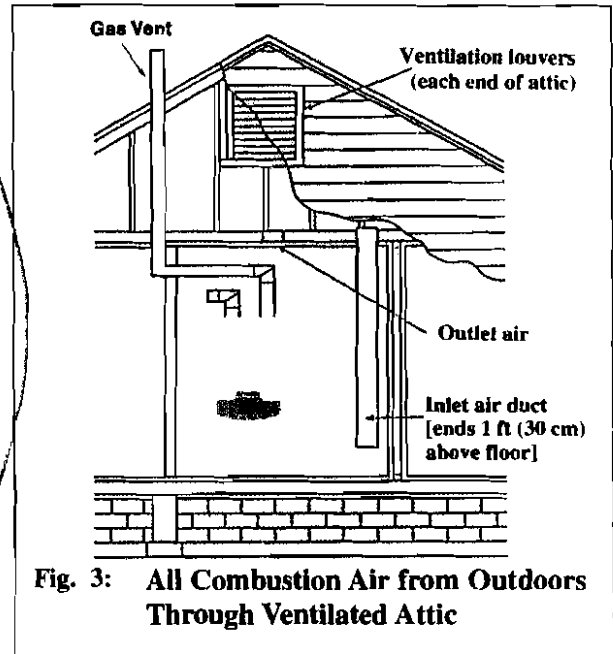 Gas Vent
Ventilation louvers
(each end of attic)
Outlet air
Inlet air duct
[ends 1 ft (30 cm)
above floor]
Fig. 3: All Combustion Air from Outdoors
Through Ventilated Attic